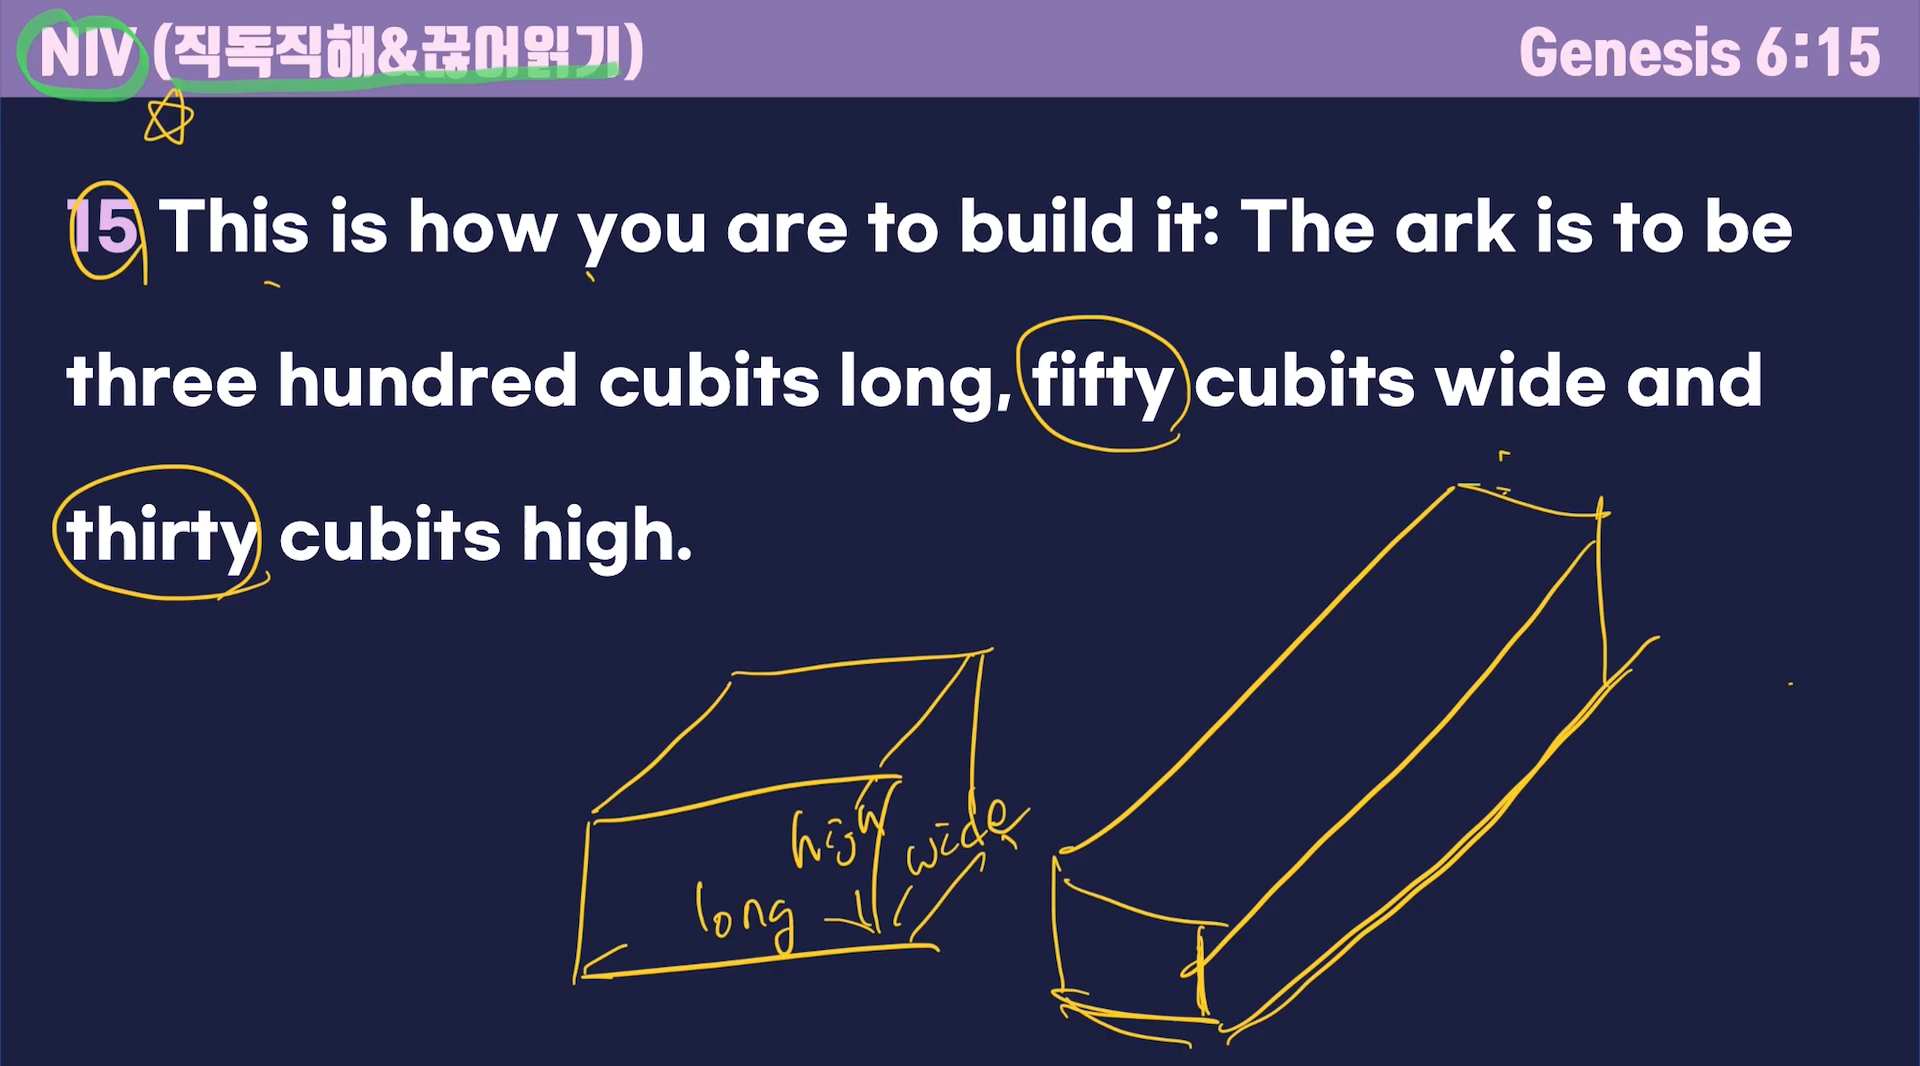 NIV (직독직해&끊어읽기)
Genesis 6:15
15 This is how you are to build it: The ark is to be
three hundred cubits long, fifty cubits wide and
thirty cubits high.
high
wide
long